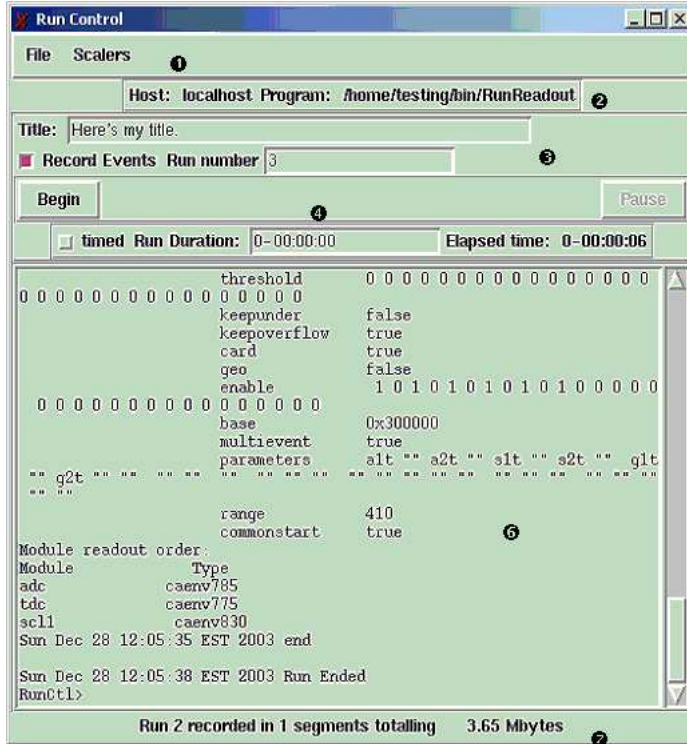 Run Control
File Scalers ❶
Host: localhost Program: /home/testing/bin/RunReadout ❷
Title: Here's my title.
Record Events Run number 3 ❸
Begin Pause
❹
timed Run Duration: 0-00:00:00 Elapsed time: 0-00:00:06
threshold 0 0 0 0 0 0 0 0 0 0 0 0 0 0 0 0
0 0 0 0 0 0 0 0 0 0 0 0 0 0 0 0
keepunder false
keepoverflow true
card true
geo false
enable 1 0 1 0 1 0 1 0 1 0 1 0 0 0 0 0
0 0 0 0 0 0 0 0 0 0 0 0 0 0 0 0
base 0x300000
multievent true
parameters a1t "" a2t "" s1t "" s2t "" g1t
"" g2t "" "" "" "" "" "" "" "" "" "" "" "" "" "" "" "" ""
"" ""
range 410
commonstart true ❻
Module readout order:
Module Type
adc caenv785
tdc caenv775
scl1 caenv830
Sun Dec 28 12:05:35 EST 2003 end
Sun Dec 28 12:05:38 EST 2003 Run Ended
RunCtl>
Run 2 recorded in 1 segments totalling 3.65 Mbytes ❼